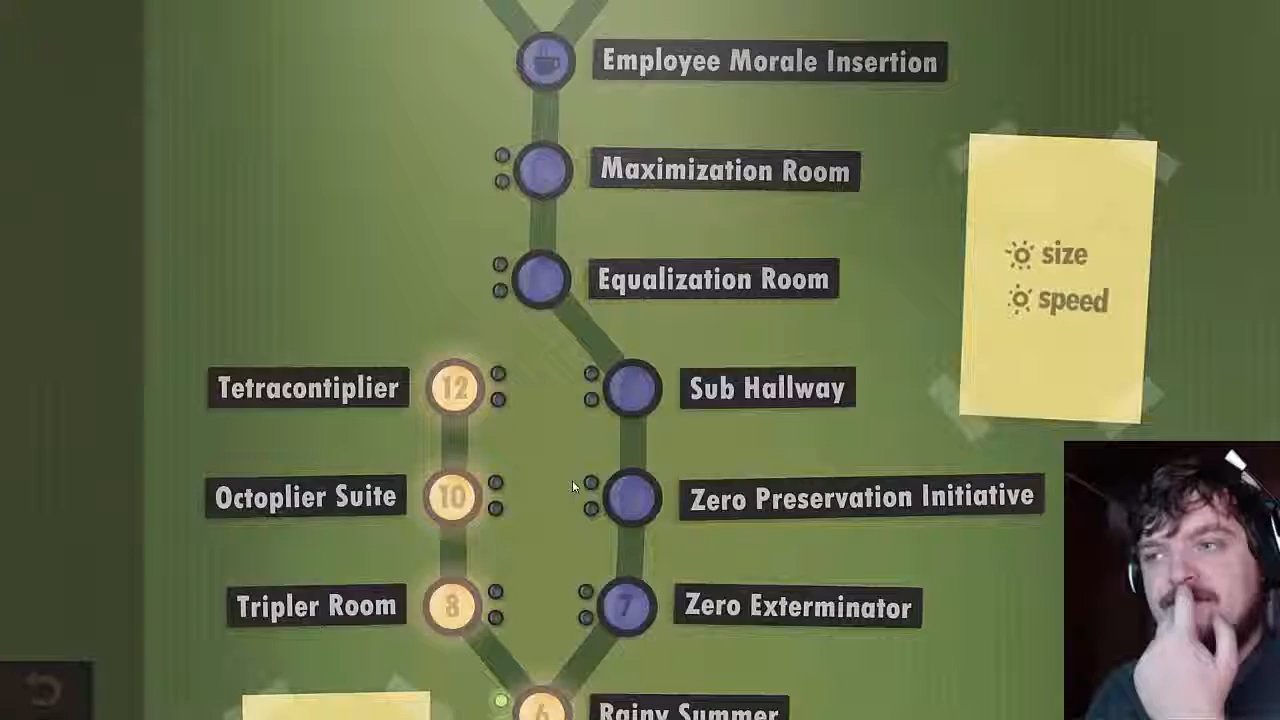 Employee Morale Insertion
Maximization Room
Equalization Room
size
speed
Tetracontiplier
12
Sub Hallway
Octoplier Suite
10
Zero Preservation Initiative
Tripler Room
8
7
Zero Exterminator
6
Rainy Summer